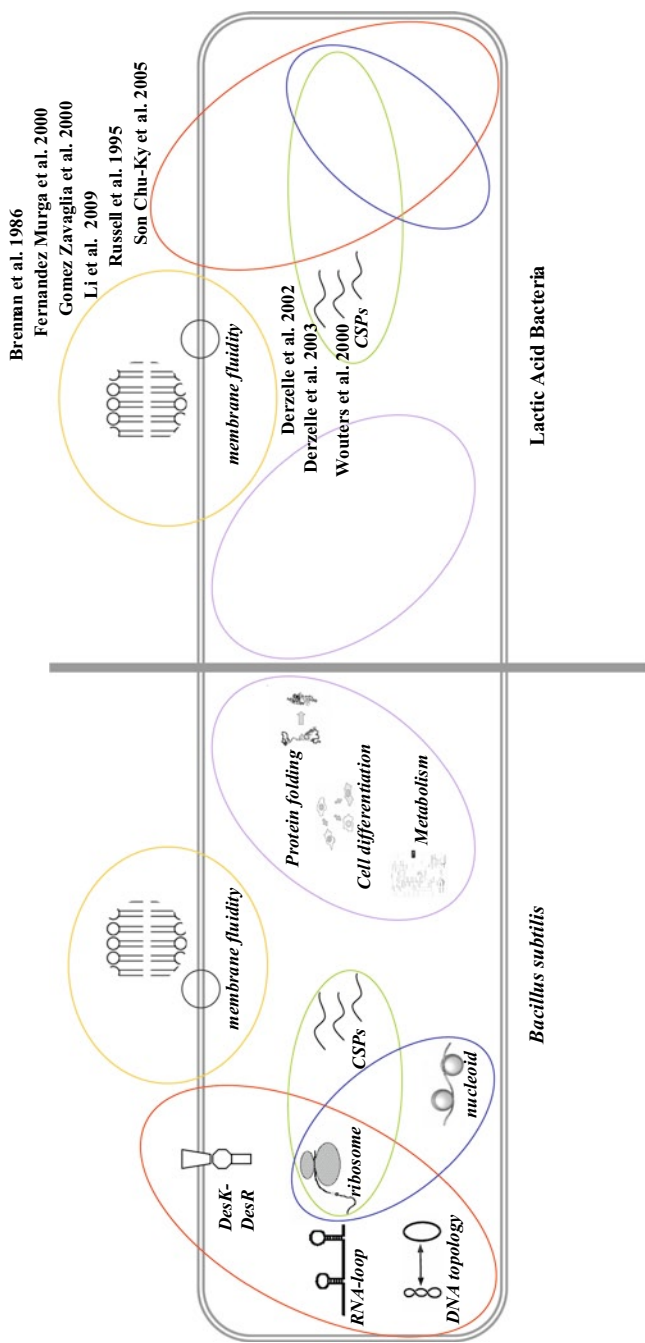 Brenman et al. 1986
Fernandez Murga et al. 2000
Gomez Zavaglia et al. 2000
Li et al. 2009
Russell et al. 1995
Son Chu-Ky et al. 2005
DesK-
DesR
membrane fluidity
membrane fluidity
RNA-loop
ribosome
CSPs
Protein folding
Cell differentiation
Metabolism
Derzelle et al. 2002
Derzelle et al. 2003
Wouters et al. 2000
CSPs
DNA topology
nucleoid
Bacillus subtilis
Lactic Acid Bacteria